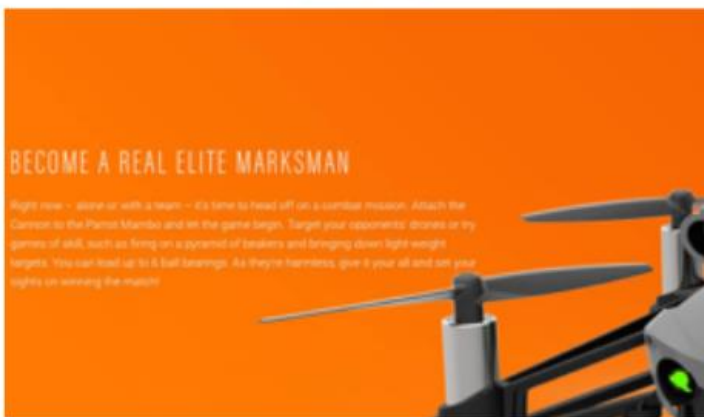 BECOME A REAL ELITE MARKSMAN
Right now – alone or with a team – it's time to head off on a combat mission. Attach the
Cannon to the Parrot Mambo and let the game begin. Target your opponents' drones or try
games of skill, such as firing on a pyramid of beakers and bringing down light-weight
targets. You can load up to 6 ball bearings. As they're harmless, give it your all and set your
sights on winning the match!